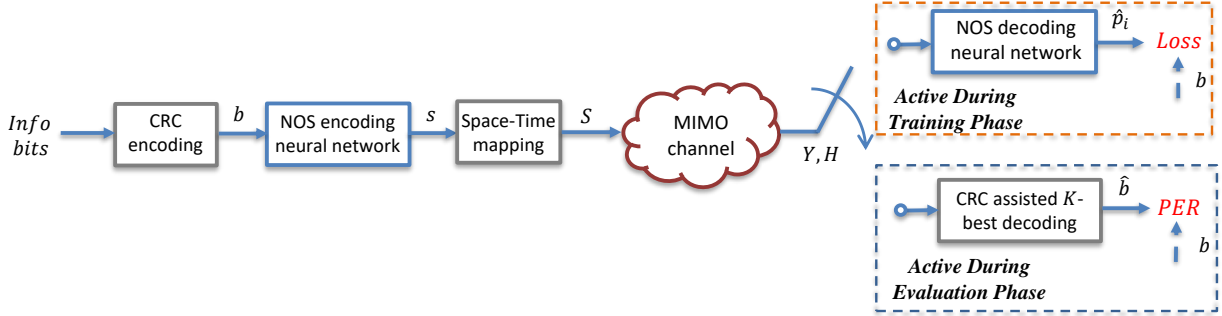 Info
bits
CRC
encoding
b
NOS encoding
neural network
s
Space-Time
mapping
S
MIMO
channel
Y, H
NOS decoding
neural network
p̂ᵢ
Loss
b
Active During
Training Phase
CRC assisted K-
best decoding
b̂
PER
b
Active During
Evaluation Phase